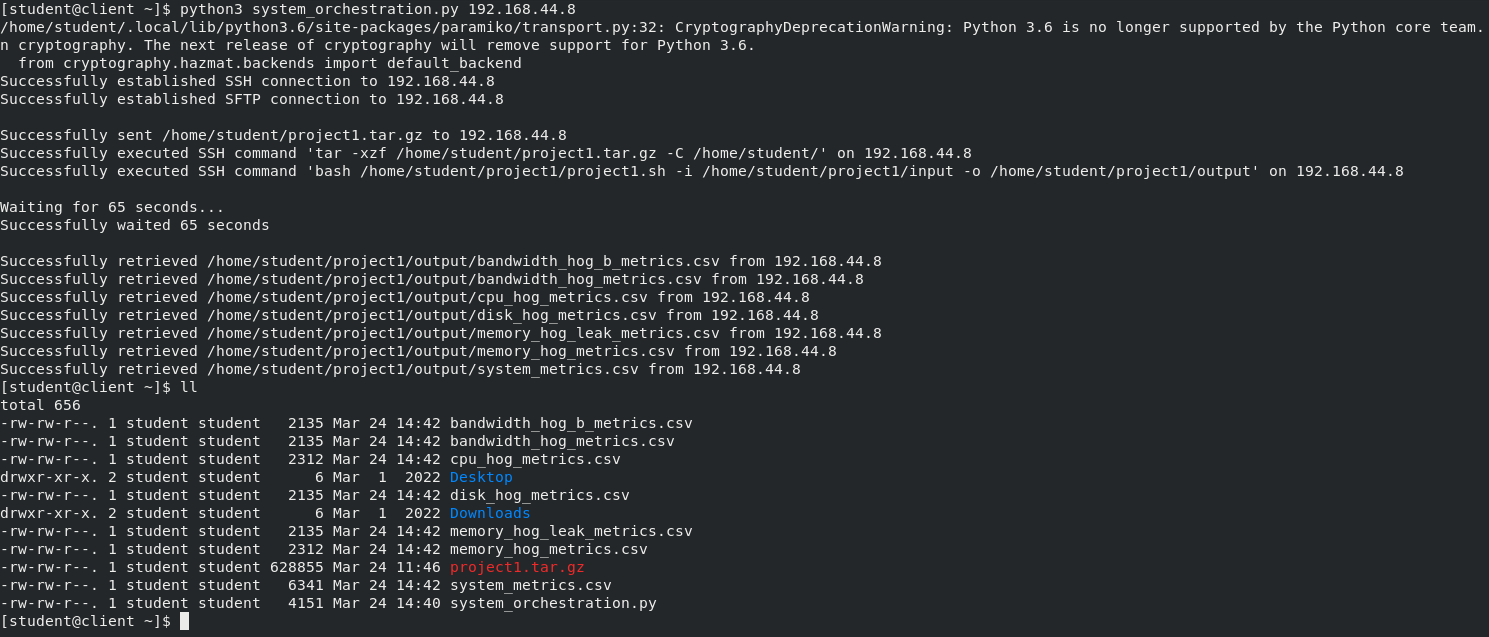 [student@client ~]$ python3 system_orchestration.py 192.168.44.8
/home/student/.local/lib/python3.6/site-packages/paramiko/transport.py:32: CryptographyDeprecationWarning: Python 3.6 is no longer supported by the Python core team.
n cryptography. The next release of cryptography will remove support for Python 3.6.
  from cryptography.hazmat.backends import default_backend
Successfully established SSH connection to 192.168.44.8
Successfully established SFTP connection to 192.168.44.8

Successfully sent /home/student/project1.tar.gz to 192.168.44.8
Successfully executed SSH command 'tar -xzf /home/student/project1.tar.gz -C /home/student/' on 192.168.44.8
Successfully executed SSH command 'bash /home/student/project1/project1.sh -i /home/student/project1/input -o /home/student/project1/output' on 192.168.44.8

Waiting for 65 seconds...
Successfully waited 65 seconds

Successfully retrieved /home/student/project1/output/bandwidth_hog_b_metrics.csv from 192.168.44.8
Successfully retrieved /home/student/project1/output/bandwidth_hog_metrics.csv from 192.168.44.8
Successfully retrieved /home/student/project1/output/cpu_hog_metrics.csv from 192.168.44.8
Successfully retrieved /home/student/project1/output/disk_hog_metrics.csv from 192.168.44.8
Successfully retrieved /home/student/project1/output/memory_hog_leak_metrics.csv from 192.168.44.8
Successfully retrieved /home/student/project1/output/memory_hog_metrics.csv from 192.168.44.8
Successfully retrieved /home/student/project1/output/system_metrics.csv from 192.168.44.8
[student@client ~]$ ll
total 656
-rw-rw-r--. 1 student student   2135 Mar 24 14:42 bandwidth_hog_b_metrics.csv
-rw-rw-r--. 1 student student   2135 Mar 24 14:42 bandwidth_hog_metrics.csv
-rw-rw-r--. 1 student student   2312 Mar 24 14:42 cpu_hog_metrics.csv
drwxr-xr-x. 2 student student      6 Mar  1  2022 Desktop
-rw-rw-r--. 1 student student   2135 Mar 24 14:42 disk_hog_metrics.csv
drwxr-xr-x. 2 student student      6 Mar  1  2022 Downloads
-rw-rw-r--. 1 student student   2135 Mar 24 14:42 memory_hog_leak_metrics.csv
-rw-rw-r--. 1 student student   2312 Mar 24 14:42 memory_hog_metrics.csv
-rw-rw-r--. 1 student student 628855 Mar 24 11:46 project1.tar.gz
-rw-rw-r--. 1 student student   6341 Mar 24 14:42 system_metrics.csv
-rw-rw-r--. 1 student student   4151 Mar 24 14:40 system_orchestration.py
[student@client ~]$